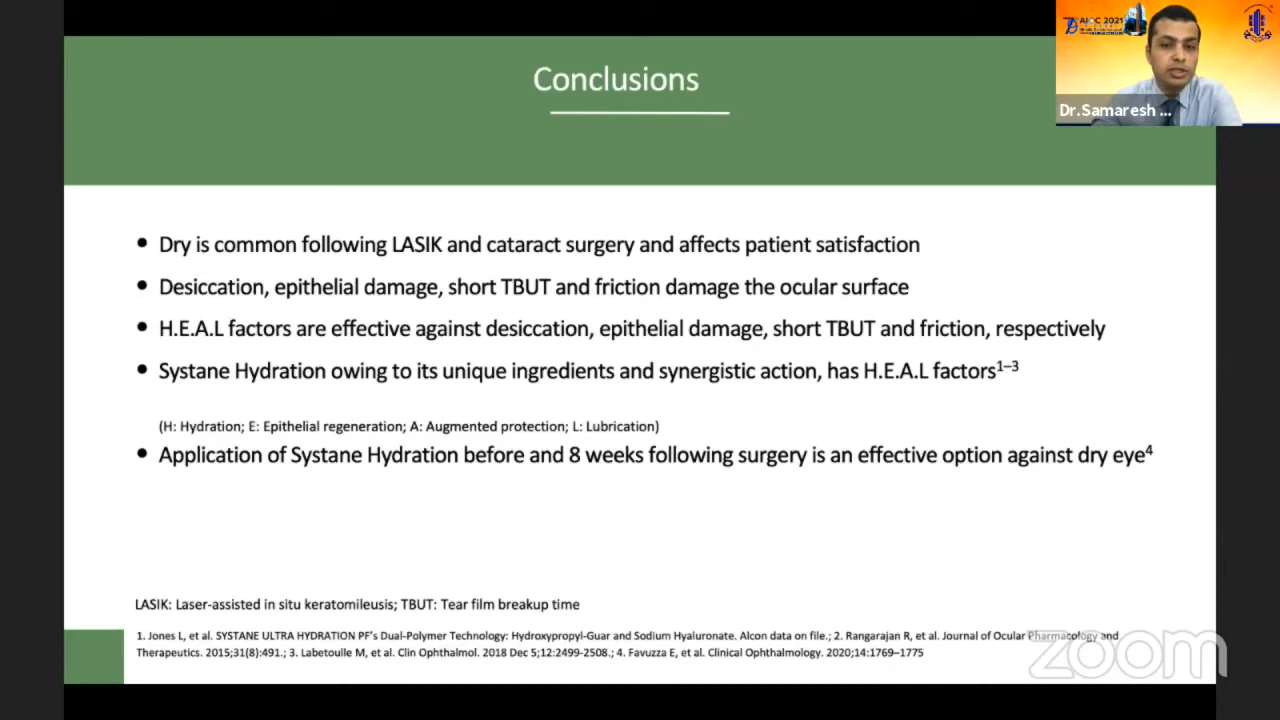 AIOC 2021
Dr.Samaresh ...
Conclusions
• Dry is common following LASIK and cataract surgery and affects patient satisfaction
• Desiccation, epithelial damage, short TBUT and friction damage the ocular surface
• H.E.A.L factors are effective against desiccation, epithelial damage, short TBUT and friction, respectively
• Systane Hydration owing to its unique ingredients and synergistic action, has H.E.A.L factors1–3
(H: Hydration; E: Epithelial regeneration; A: Augmented protection; L: Lubrication)
• Application of Systane Hydration before and 8 weeks following surgery is an effective option against dry eye4
LASIK: Laser-assisted in situ keratomileusis; TBUT: Tear film breakup time
1. Jones L, et al. SYSTANE ULTRA HYDRATION PF's Dual-Polymer Technology: Hydroxypropyl-Guar and Sodium Hyaluronate. Alcon data on file.; 2. Rangarajan R, et al. Journal of Ocular Pharmacology and
Therapeutics. 2015;31(8):491.; 3. Labetoulle M, et al. Clin Ophthalmol. 2018 Dec 5;12:2499-2508.; 4. Favuzza E, et al. Clinical Ophthalmology. 2020;14:1769–1775
zoom